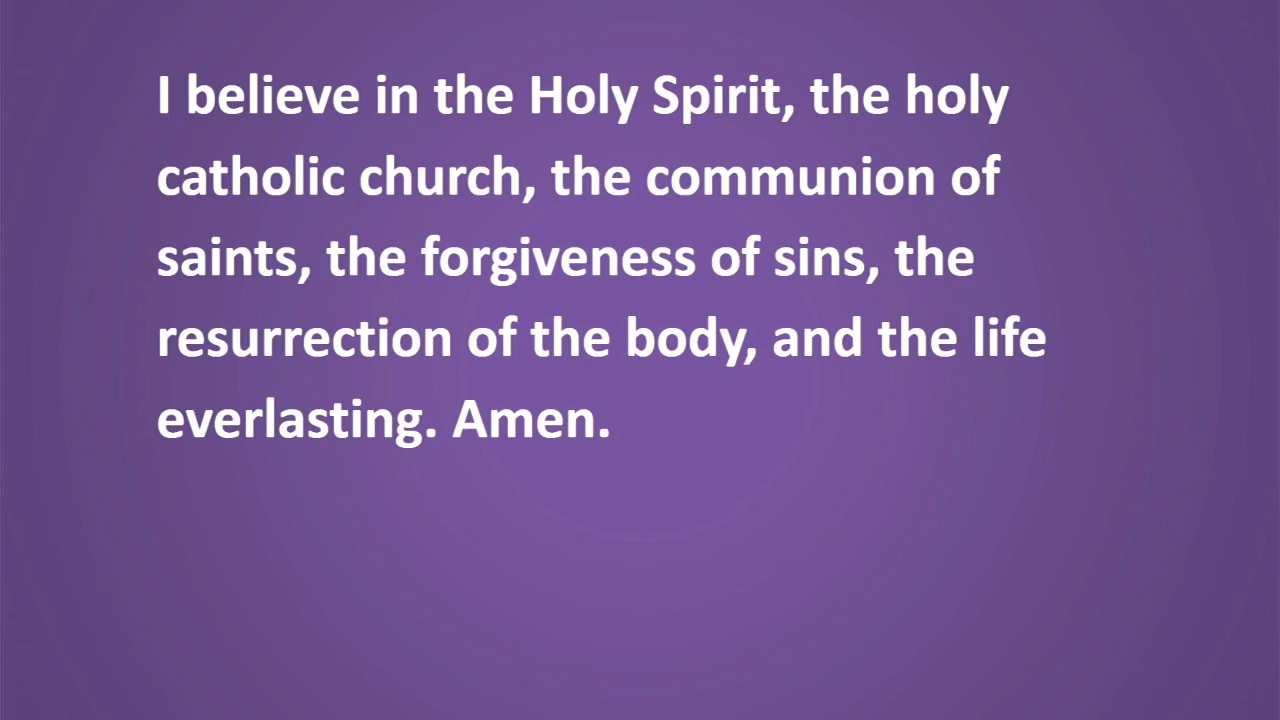 I believe in the Holy Spirit, the holy
catholic church, the communion of
saints, the forgiveness of sins, the
resurrection of the body, and the life
everlasting. Amen.